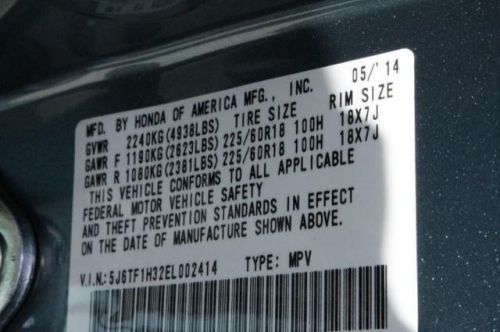 MFD. BY HONDA OF AMERICA MFG., INC. 05/'14
GVWR 2240KG(4938LBS) TIRE SIZE RIM SIZE
GAWR F 1190KG(2623LBS) 225/60R18 100H 18X7J
GAWR R 1080KG(2381LBS) 225/60R18 100H 18X7J
THIS VEHICLE CONFORMS TO ALL APPLICABLE
FEDERAL MOTOR VEHICLE SAFETY
AND THEFT PREVENTION STANDARDS IN EFFECT
ON THE DATE OF MANUFACTURE SHOWN ABOVE.
V.I.N.:5J6TF1H32EL002414 TYPE: MPV